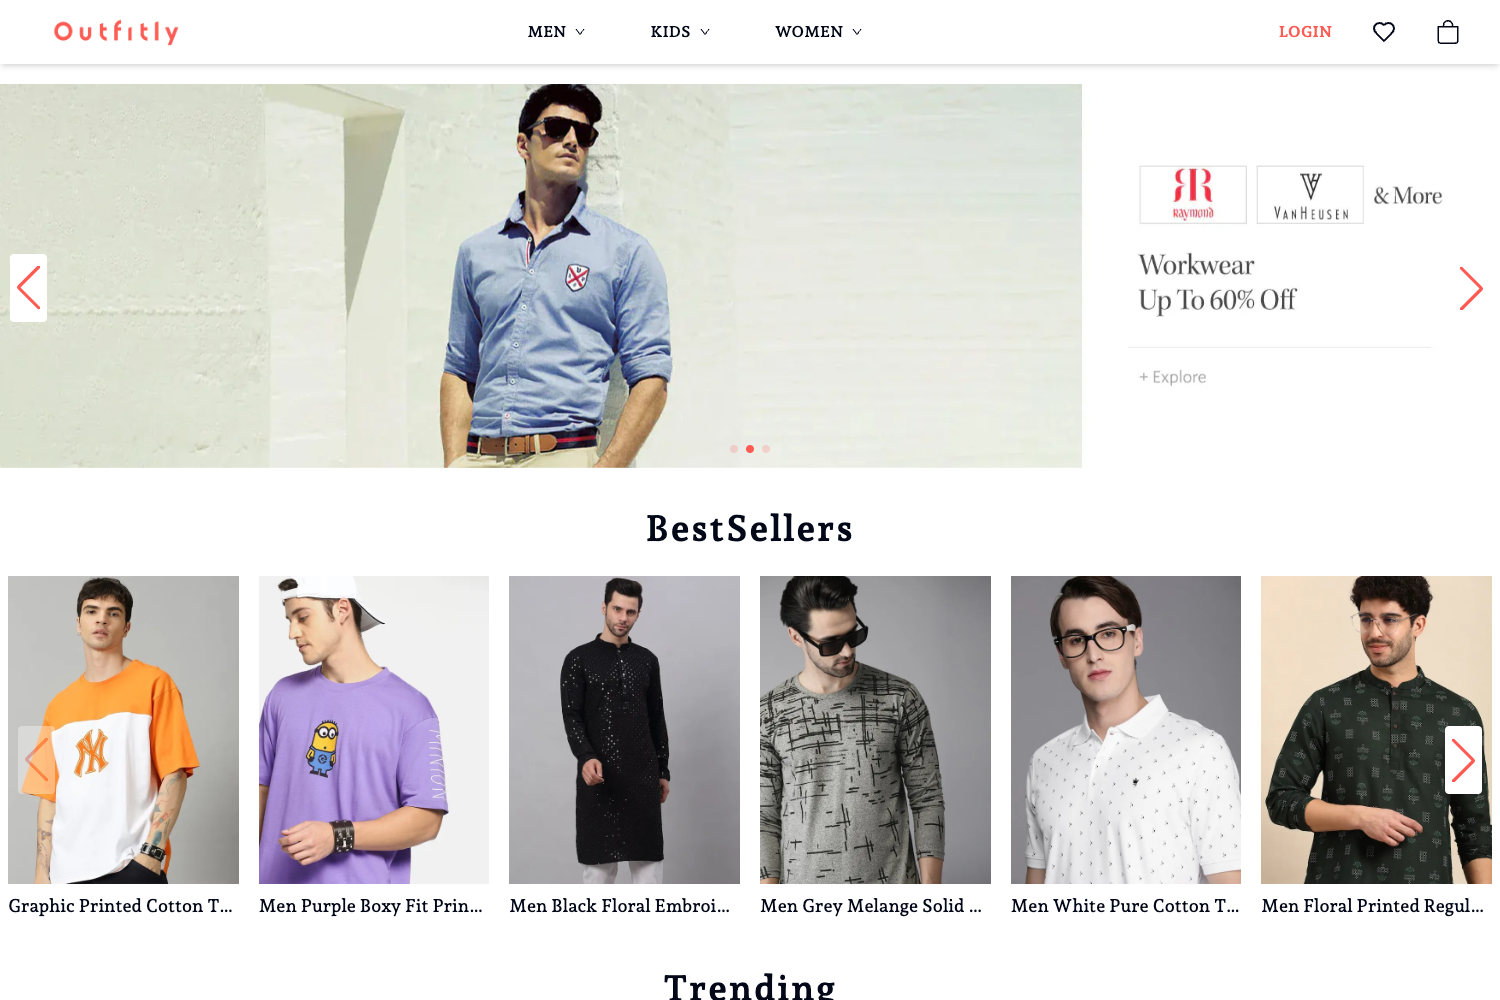 Outfitly
MEN
KIDS
WOMEN
LOGIN
RAYMOND
VANHEUSEN
& More
Workwear
Up To 60% Off
+ Explore
BestSellers
NY
MINION
Graphic Printed Cotton T...
Men Purple Boxy Fit Prin...
Men Black Floral Embroi...
Men Grey Melange Solid ...
Men White Pure Cotton T...
Men Floral Printed Regul...
Trending